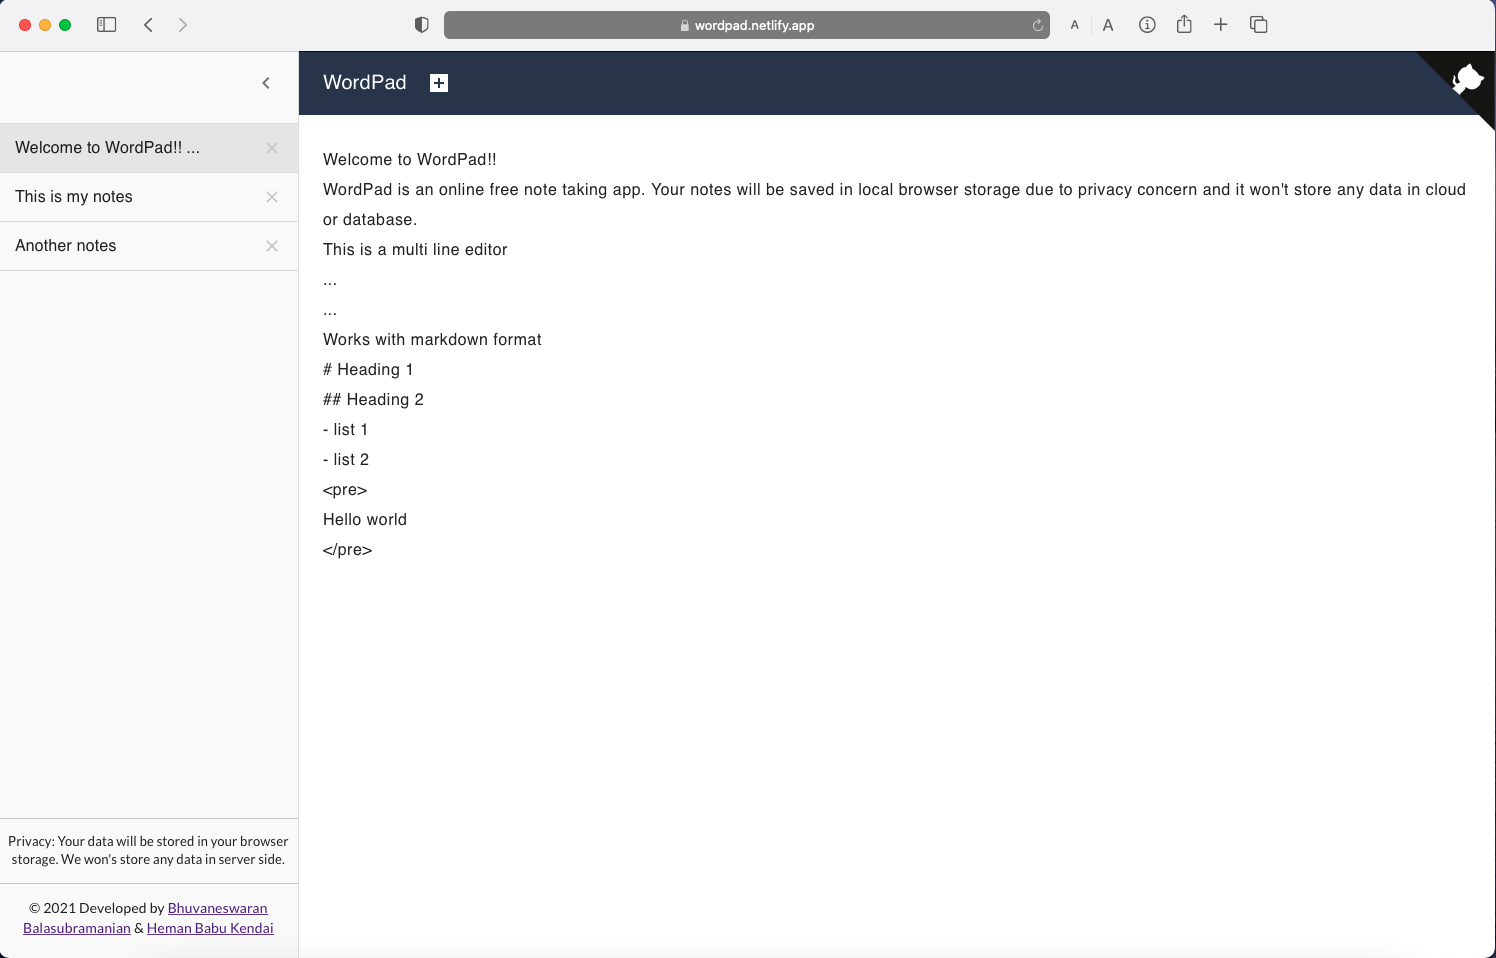 wordpad.netlify.app
A A
WordPad
Welcome to WordPad!! ...
This is my notes
Another notes
Welcome to WordPad!!
WordPad is an online free note taking app. Your notes will be saved in local browser storage due to privacy concern and it won't store any data in cloud
or database.
This is a multi line editor
...
...
Works with markdown format
# Heading 1
## Heading 2
- list 1
- list 2
<pre>
Hello world
</pre>
Privacy: Your data will be stored in your browser
storage. We won's store any data in server side.
© 2021 Developed by Bhuvaneswaran
Balasubramanian & Heman Babu Kendai